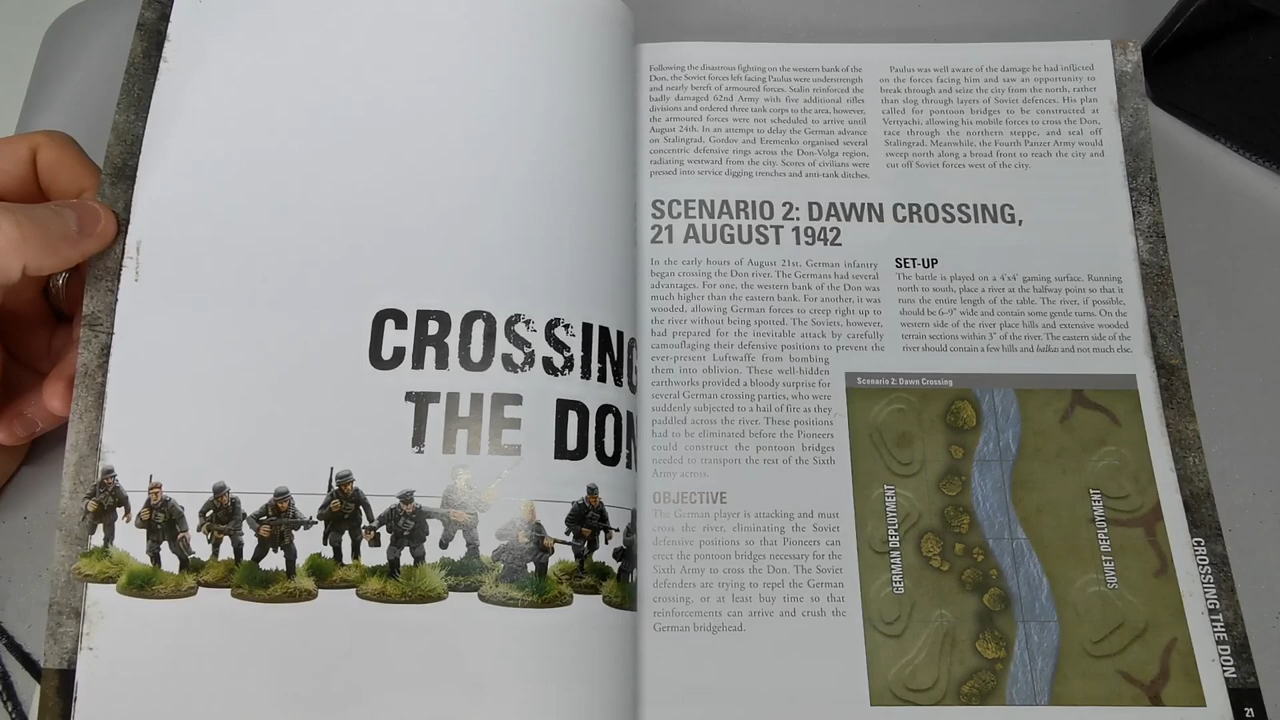 CROSSING
THE DON
Following the disastrous fighting on the western bank of the
Don, the Soviet forces left facing Paulus were understrength
and nearly bereft of armoured forces. Stalin reinforced the
badly damaged 62nd Army with five additional rifles
divisions and ordered three tank corps to the area, however,
the armoured forces were not scheduled to arrive until
August 24th. In an attempt to delay the German advance
on Stalingrad, Gordov and Eremenko organised several
concentric defensive rings across the Don-Volga region,
radiating westward from the city. Scores of civilians were
pressed into service digging trenches and anti-tank ditches.
Paulus was well aware of the damage he had inflicted
on the forces facing him and saw an opportunity to
break through and seize the city from the north, rather
than slog through layers of Soviet defences. His plan
called for pontoon bridges to be constructed at
Vertyachi, allowing his mobile forces to cross the Don,
race through the northern steppe, and seal off
Stalingrad. Meanwhile, the Fourth Panzer Army would
sweep north along a broad front to reach the city and
cut off Soviet forces west of the city.
SCENARIO 2: DAWN CROSSING,
21 AUGUST 1942
In the early hours of August 21st, German infantry
began crossing the Don river. The Germans had several
advantages. For one, the western bank of the Don was
much higher than the eastern bank. For another, it was
wooded, allowing German forces to creep right up to
the river without being spotted. The Soviets, however,
had prepared for the inevitable attack by carefully
camouflaging their defensive positions to prevent the
ever-present Luftwaffe from bombing
them into oblivion. These well-hidden
earthworks provided a bloody surprise for
several German crossing parties, who were
suddenly subjected to a hail of fire as they
paddled across the river. These positions
had to be eliminated before the Pioneers
could construct the pontoon bridges
needed to transport the rest of the Sixth
Army across.
OBJECTIVE
The German player is attacking and must
cross the river, eliminating the Soviet
defensive positions so that Pioneers can
erect the pontoon bridges necessary for the
Sixth Army to cross the Don. The Soviet
defenders are trying to repel the German
crossing, or at least buy time so that
reinforcements can arrive and crush the
German bridgehead.
SET-UP
The battle is played on a 4'x4' gaming surface. Running
north to south, place a river at the halfway point so that it
runs the entire length of the table. The river, if possible,
should be 6–9" wide and contain some gentle turns. On the
western side of the river place hills and extensive wooded
terrain sections within 3" of the river. The eastern side of the
river should contain a few hills and balkas and not much else.
Scenario 2: Dawn Crossing
GERMAN DEPLOYMENT
SOVIET DEPLOYMENT
CROSSING THE DON
21